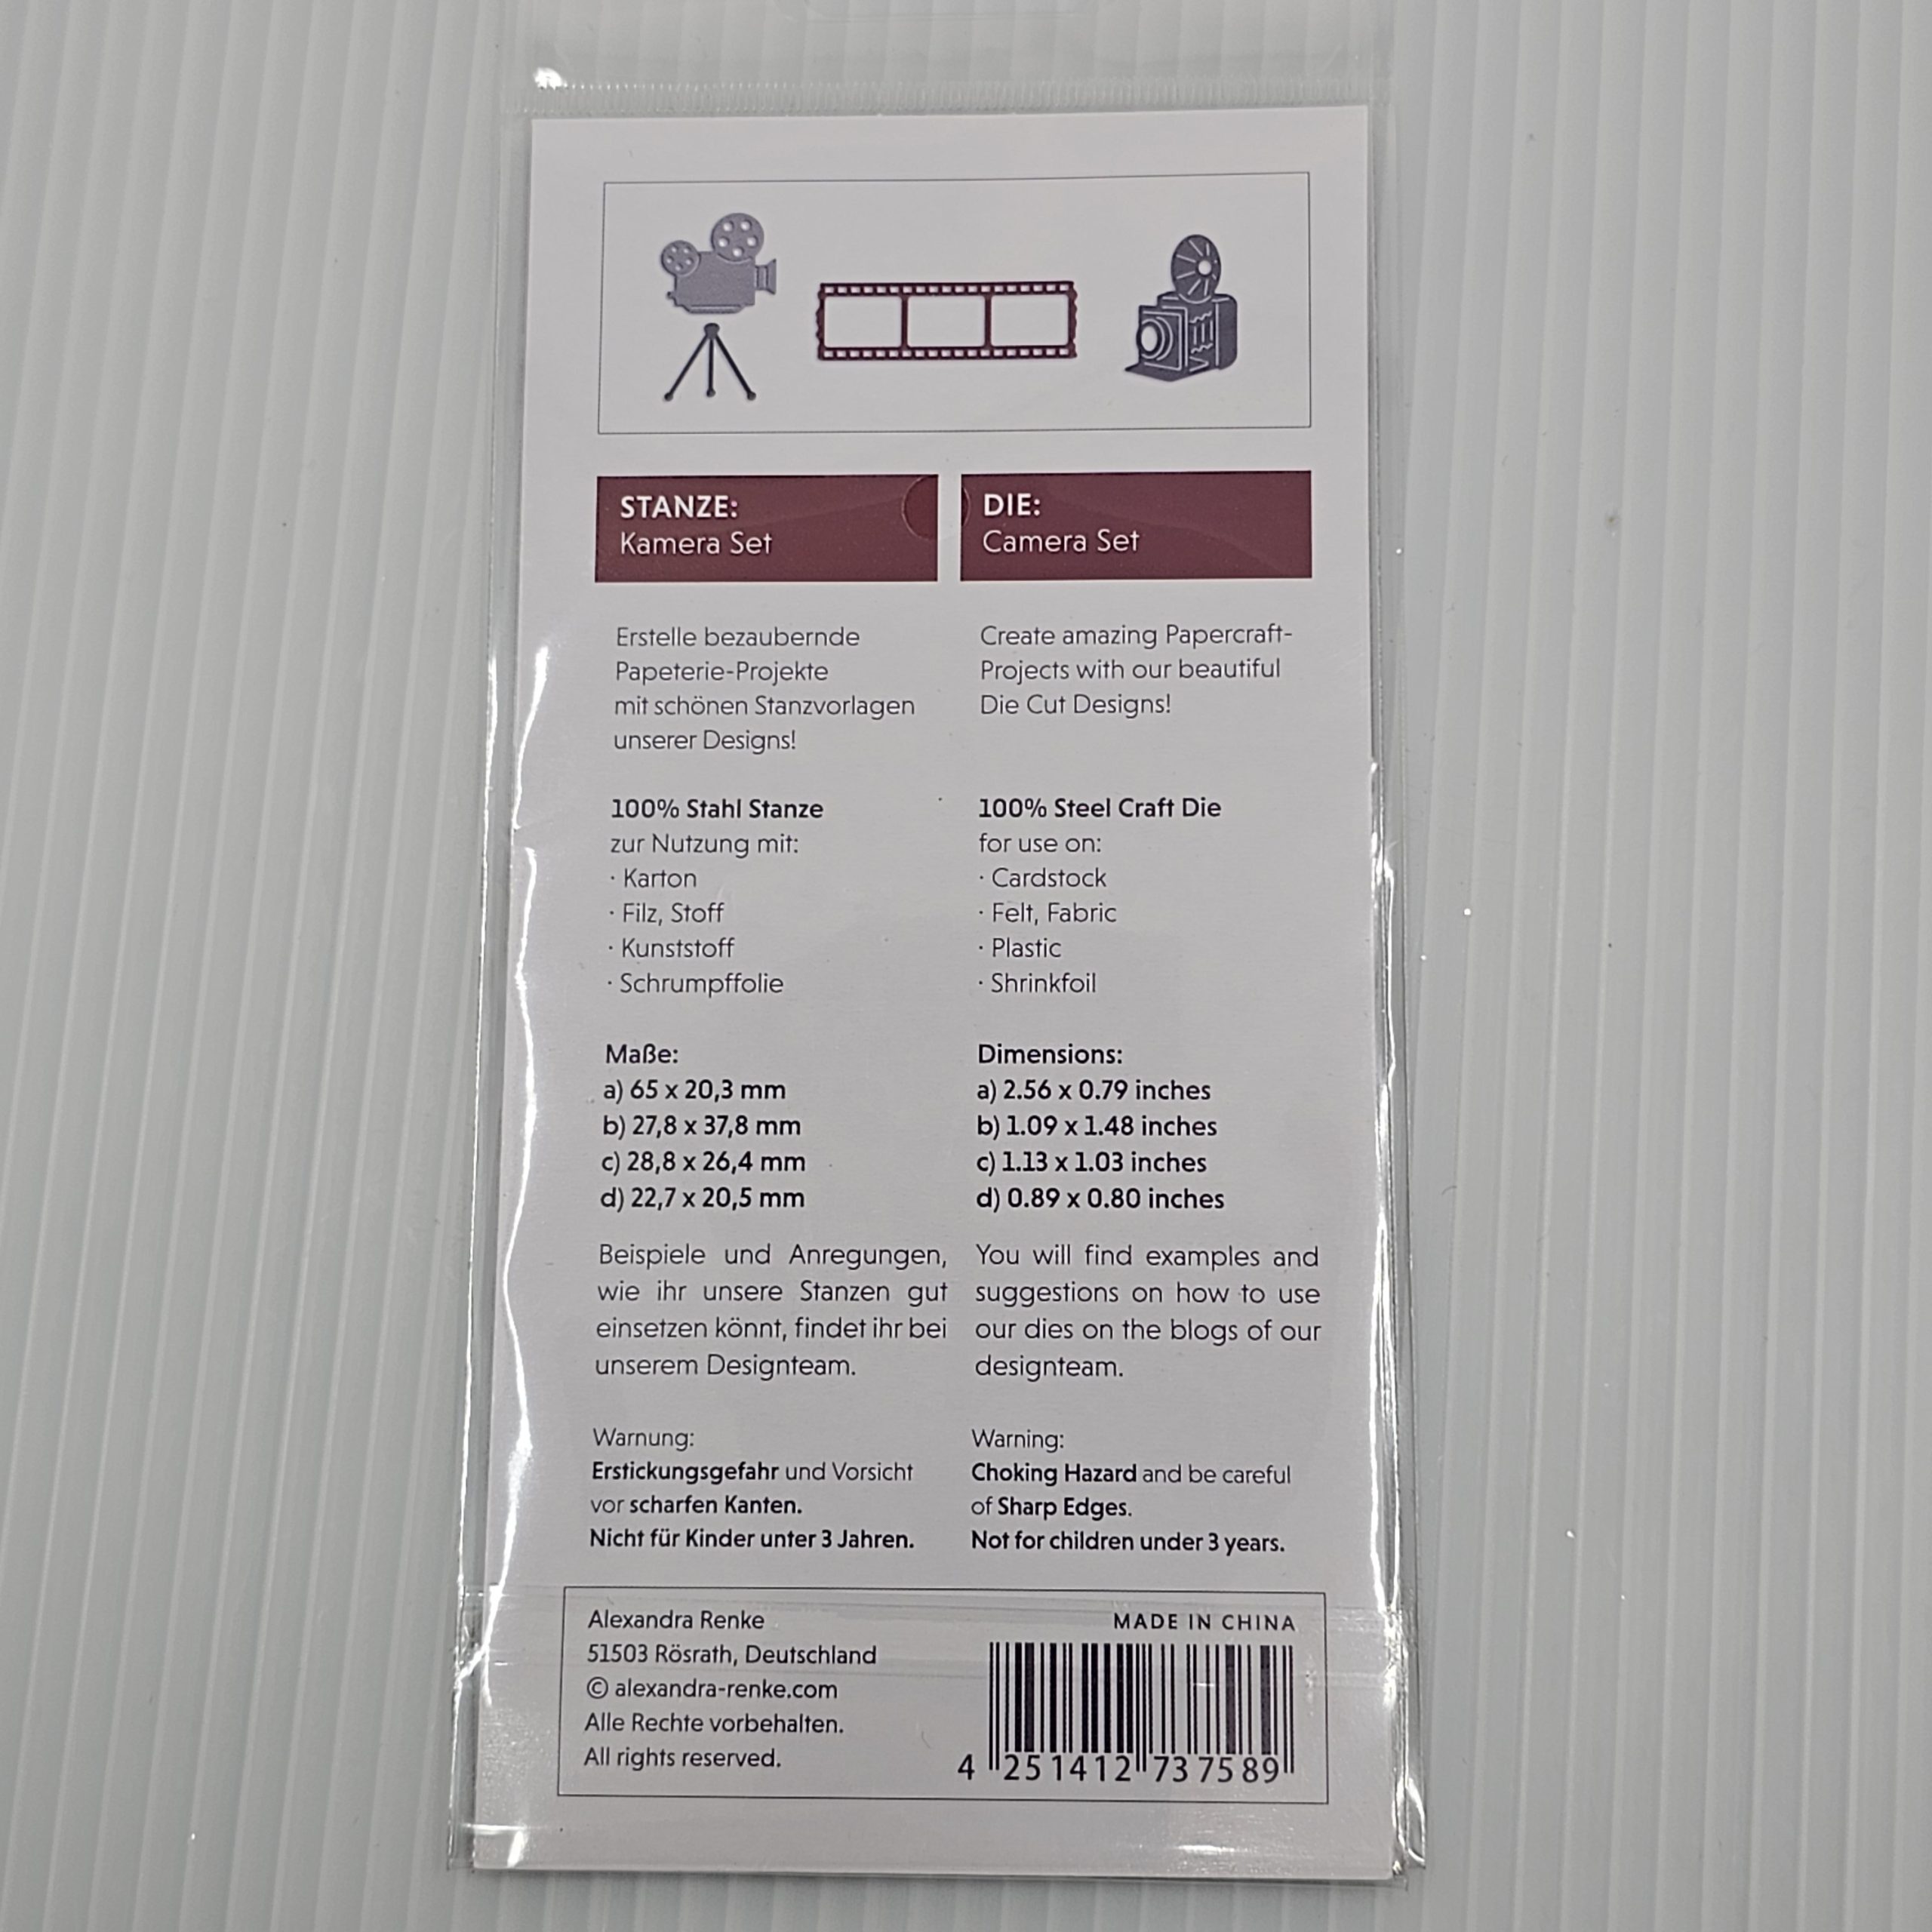 STANZE:
Kamera Set
Erstelle bezaubernde
Papeterie-Projekte
mit schönen Stanzvorlagen
unserer Designs!
100% Stahl Stanze
zur Nutzung mit:
· Karton
· Filz, Stoff
· Kunststoff
· Schrumpffolie
Maße:
a) 65 x 20,3 mm
b) 27,8 x 37,8 mm
c) 28,8 x 26,4 mm
d) 22,7 x 20,5 mm
Beispiele und Anregungen,
wie ihr unsere Stanzen gut
einsetzen könnt, findet ihr bei
unserem Designteam.
Warnung:
Erstickungsgefahr und Vorsicht
vor scharfen Kanten.
Nicht für Kinder unter 3 Jahren.
DIE:
Camera Set
Create amazing Papercraft-
Projects with our beautiful
Die Cut Designs!
100% Steel Craft Die
for use on:
· Cardstock
· Felt, Fabric
· Plastic
· Shrinkfoil
Dimensions:
a) 2.56 x 0.79 inches
b) 1.09 x 1.48 inches
c) 1.13 x 1.03 inches
d) 0.89 x 0.80 inches
You will find examples and
suggestions on how to use
our dies on the blogs of our
designteam.
Warning:
Choking Hazard and be careful
of Sharp Edges.
Not for children under 3 years.
Alexandra Renke
51503 Rösrath, Deutschland
© alexandra-renke.com
Alle Rechte vorbehalten.
All rights reserved.
MADE IN CHINA
4 251412 737589